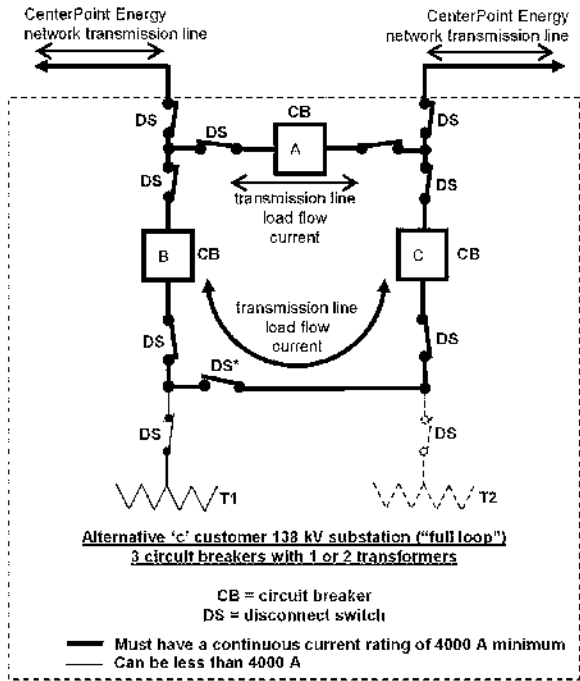 CenterPoint Energy
network transmission line
CenterPoint Energy
network transmission line
DS
DS
CB
A
DS
DS
transmission line
load flow
current
DS
B
CB
C
CB
transmission line
load flow
current
DS
DS*
DS
DS
DS
T1
T2
Alternative 'c' customer 138 kV substation ("full loop")
3 circuit breakers with 1 or 2 transformers
CB = circuit breaker
DS = disconnect switch
Must have a continuous current rating of 4000 A minimum
Can be less than 4000 A